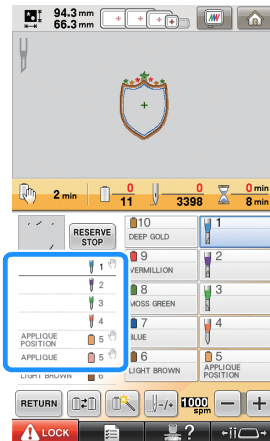 94.3 mm
66.3 mm
2 min
0
11
0
3398
0 min
8 min
RESERVE
STOP
10
DEEP GOLD
1
9
VERMILLION
2
8
MOSS GREEN
3
7
BLUE
4
6
LIGHT BROWN
5
APPLIQUE
POSITION
1
2
3
4
APPLIQUE
POSITION
5
APPLIQUE
5
LIGHT BROWN
6
RETURN
-/+
1000
spm
−
+
LOCK
?